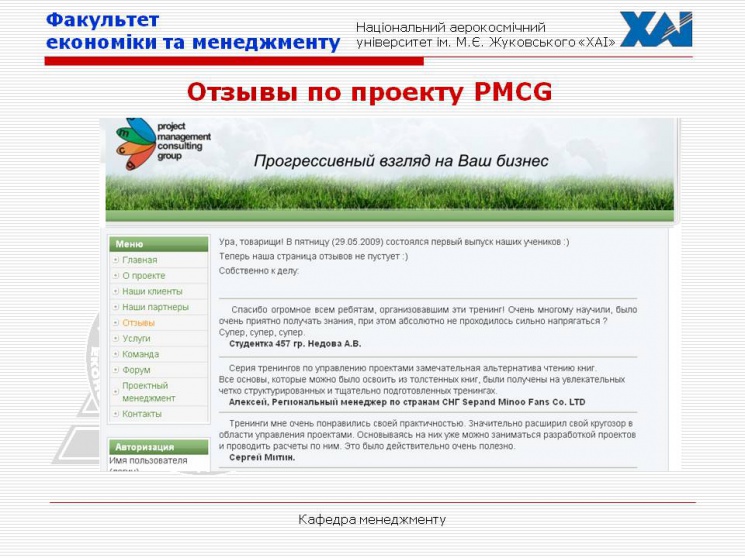 Факультет
економіки та менеджменту
Національний аерокосмічний
університет ім. М.Є. Жуковського «ХАІ»
ХАІ
Отзывы по проекту PMCG
project
management
consulting
group
Прогрессивный взгляд на Ваш бизнес
Меню
Главная
О проекте
Наши клиенты
Наши партнеры
Отзывы
Услуги
Команда
Форум
Проектный
менеджмент
Контакты
Авторизация
Имя пользователя
Ура, товарищи! В пятницу (29.05.2009) состоялся первый выпуск наших учеников :)
Теперь наша страница отзывов не пустует :)
Собственно к делу:
Спасибо огромное всем ребятам, организовавшим эти тренинг! Очень многому научили, было
очень приятно получать знания, при этом абсолютно не проходилось сильно напрягаться ?
Супер, супер, супер.
Студентка 457 гр. Недова А.В.
Серия тренингов по управлению проектами замечательная альтернатива чтению книг.
Все основы, которые можно было освоить из толстенных книг, были получены на увлекательных
четко структурированных и тщательно подготовленных тренингах.
Алексей, Региональный менеджер по странам СНГ Sepand Minoo Fans Co. LTD
Тренинги мне очень понравились своей практичностью. Значительно расширил свой кругозор в
области управления проектами. Основываясь на них уже можно заниматься разработкой проектов
и проводить расчеты по ним. Это было действительно очень полезно.
Сергей Митин.
Кафедра менеджменту